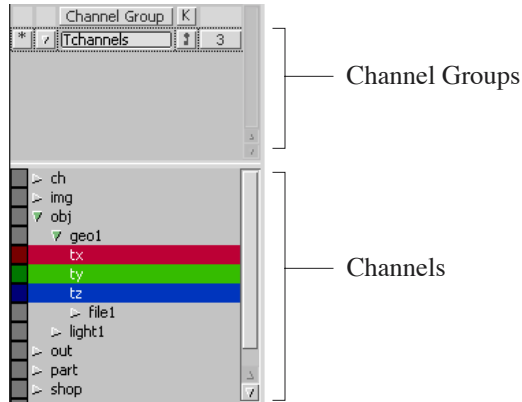 Channel Group K
* Tchannels 3
Channel Groups
ch
img
obj
geo1
tx
ty
tz
Channels
file1
light1
out
part
shop